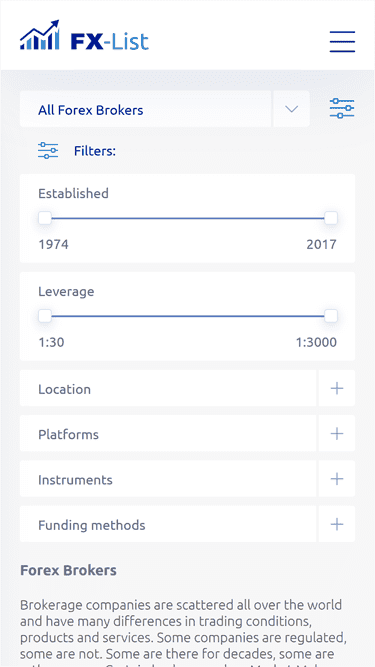 FX-List
All Forex Brokers
Filters:
Established
1974 2017
Leverage
1:30 1:3000
Location
Platforms
Instruments
Funding methods
Forex Brokers
Brokerage companies are scattered all over the world
and have many differences in trading conditions,
products and services. Some companies are regulated,
some are not. Some are there for decades, some are